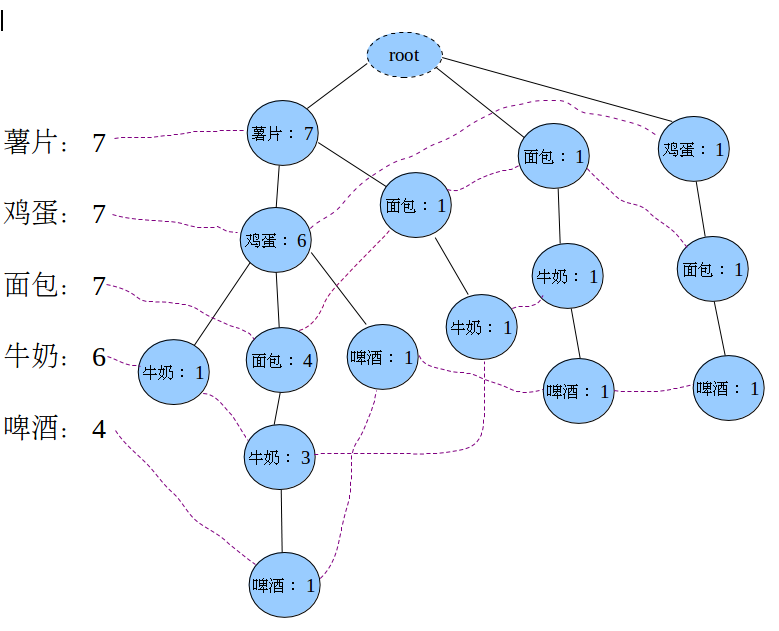 root
薯片： 7
鸡蛋： 7
面包： 7
牛奶： 6
啤酒： 4
薯片： 7
面包： 1
鸡蛋： 1
面包： 1
鸡蛋： 6
牛奶： 1
面包： 1
牛奶： 1
牛奶： 1
面包： 4
啤酒： 1
啤酒： 1
啤酒： 1
牛奶： 3
啤酒： 1